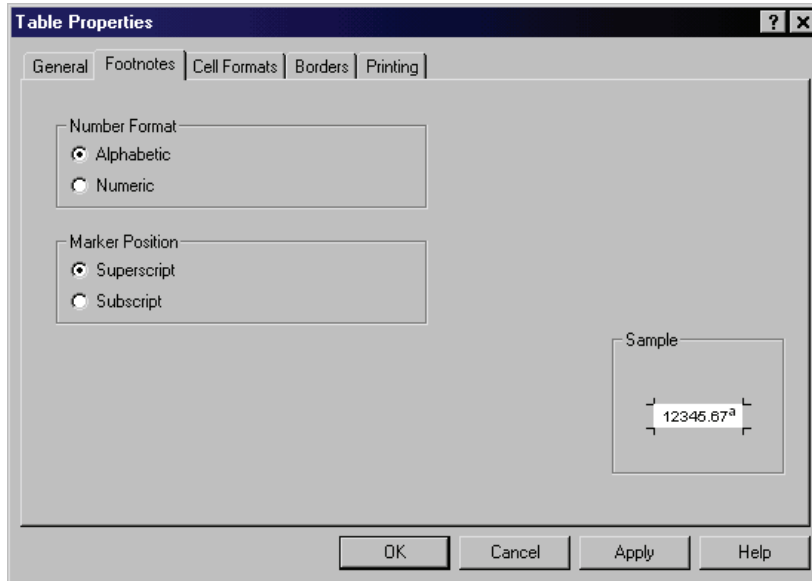 Table Properties
General Footnotes Cell Formats Borders Printing
Number Format
Alphabetic
Numeric
Marker Position
Superscript
Subscript
Sample
12345.67ª
OK Cancel Apply Help